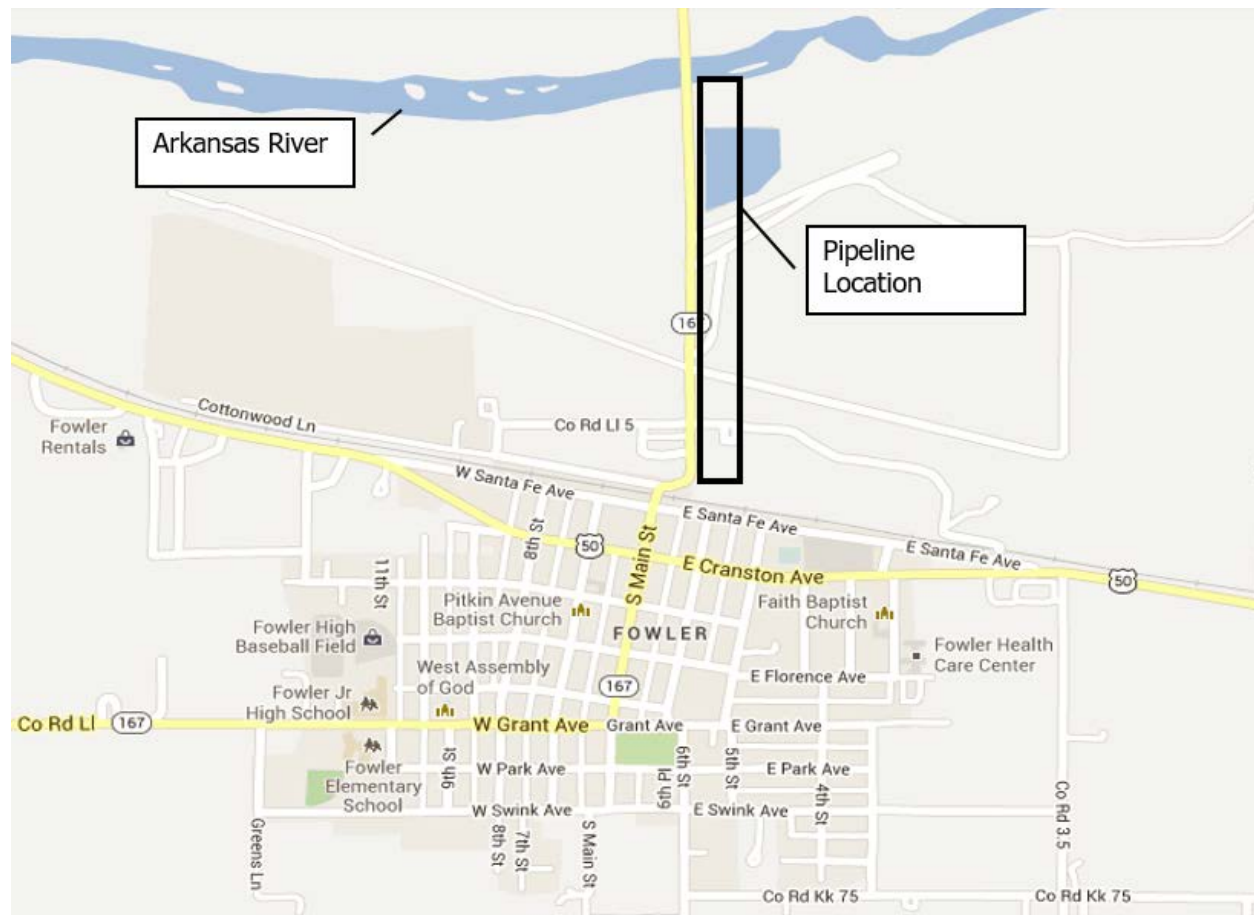 Arkansas River
Pipeline
Location
167
Cottonwood Ln
Fowler
Rentals
Co Rd Ll 5
W Santa Fe Ave
E Santa Fe Ave
E Santa Fe Ave
8th St
50
S Main St
E Cranston Ave
50
11th St
Pitkin Avenue
Baptist Church
Faith Baptist
Church
Fowler High
Baseball Field
FOWLER
Fowler Health
Care Center
West Assembly
of God
E Florence Ave
Fowler Jr
High School
167
Co Rd Ll
167
W Grant Ave
Grant Ave
E Grant Ave
Fowler
Elementary
School
9th St
W Park Ave
6th Pl
6th St
5th St
E Park Ave
4th St
Co Rd 3.5
W Swink Ave
E Swink Ave
Greens Ln
8th St
7th St
S Main St
Co Rd Kk 75
Co Rd Kk 75